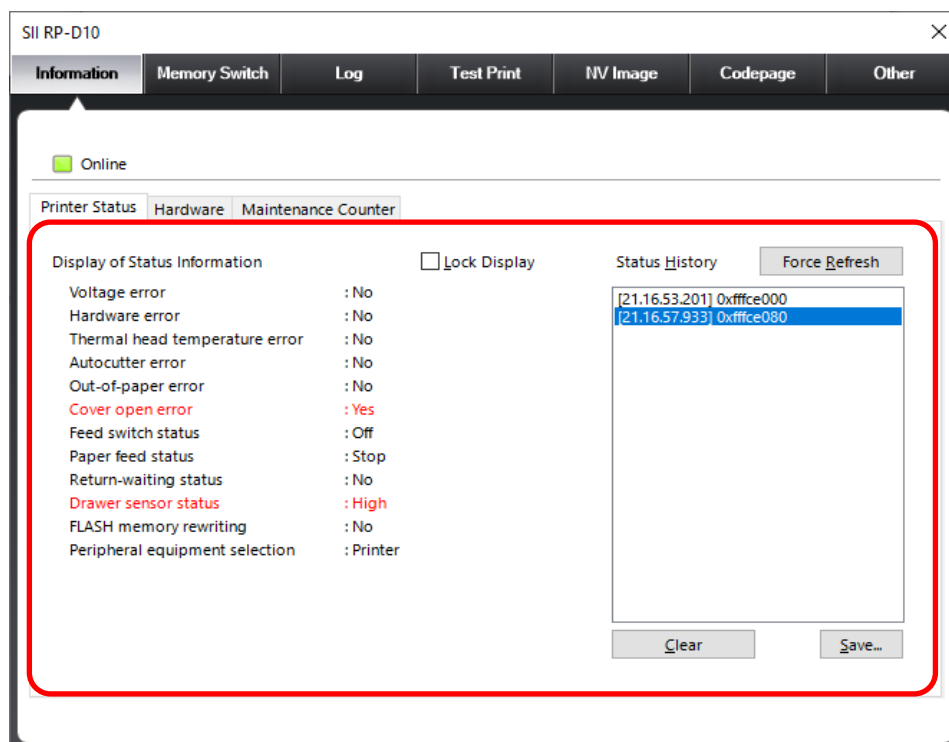 SII RP-D10
Information Memory Switch Log Test Print NV Image Codepage Other
Online
Printer Status Hardware Maintenance Counter
Display of Status Information Lock Display Status History Force Refresh
Voltage error : No
Hardware error : No
Thermal head temperature error : No
Autocutter error : No
Out-of-paper error : No
Cover open error : Yes
Feed switch status : Off
Paper feed status : Stop
Return-waiting status : No
Drawer sensor status : High
FLASH memory rewriting : No
Peripheral equipment selection : Printer
[21.16.53.201] 0xfffce000
[21.16.57.933] 0xfffce080
Clear Save...